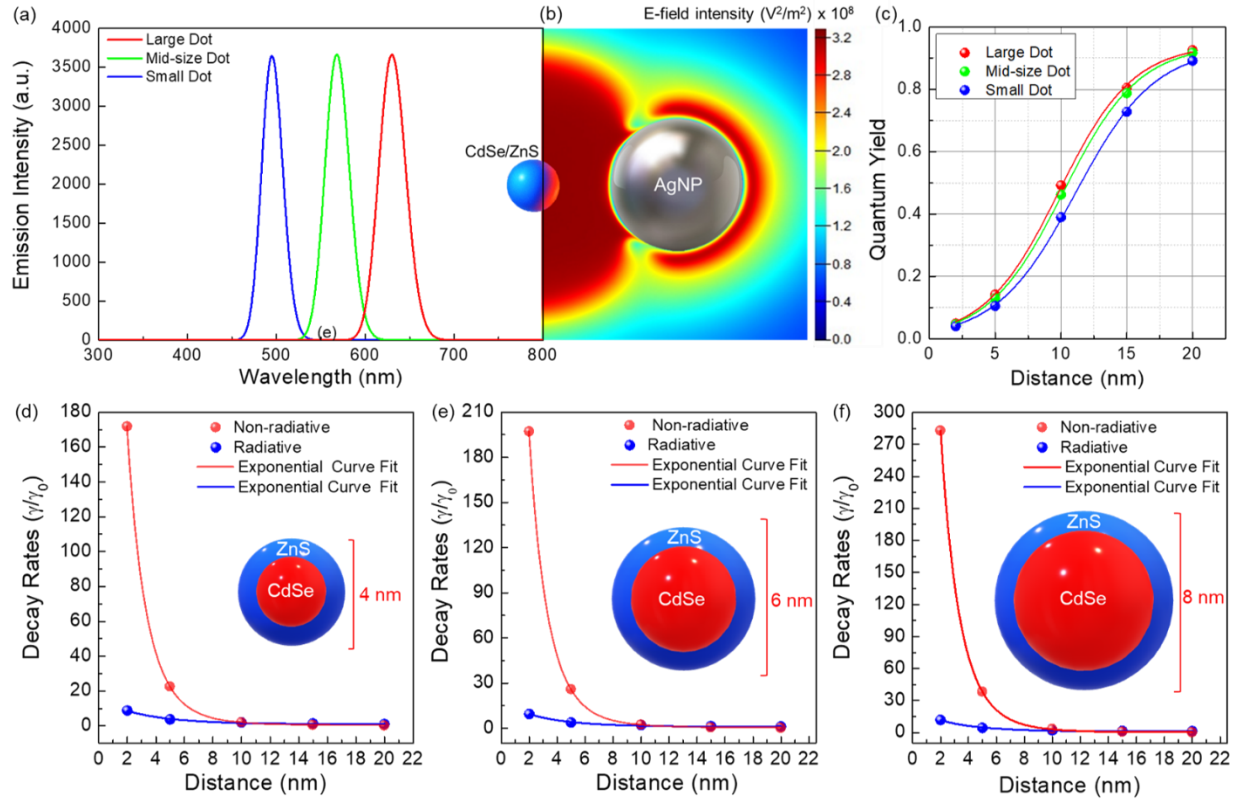 (a)
Emission Intensity (a.u.)
4000
3500
3000
2500
2000
1500
1000
500
0
Large Dot
Mid-size Dot
Small Dot
(e)
300 400 500 600 700 800
Wavelength (nm)
(b)
E-field intensity (V²/m²) x 10⁸
CdSe/ZnS
AgNP
3.2
2.8
2.4
2.0
1.6
1.2
0.8
0.4
0.0
(c)
Quantum Yield
1.0
0.8
0.6
0.4
0.2
0.0
Large Dot
Mid-size Dot
Small Dot
0 5 10 15 20
Distance (nm)
(d)
Decay Rates (γ/γ₀)
180
160
140
120
100
80
60
40
20
0
Non-radiative
Radiative
Exponential Curve Fit
Exponential Curve Fit
ZnS
CdSe
4 nm
0 2 4 6 8 10 12 14 16 18 20 22
Distance (nm)
(e)
Decay Rates (γ/γ₀)
210
180
150
120
90
60
30
0
Non-radiative
Radiative
Exponential Curve Fit
Exponential Curve Fit
ZnS
CdSe
6 nm
0 2 4 6 8 10 12 14 16 18 20 22
Distance (nm)
(f)
Decay Rates (γ/γ₀)
300
270
240
210
180
150
120
90
60
30
0
Non-radiative
Radiative
Exponential Curve Fit
Exponential Curve Fit
ZnS
CdSe
8 nm
0 2 4 6 8 10 12 14 16 18 20 22
Distance (nm)